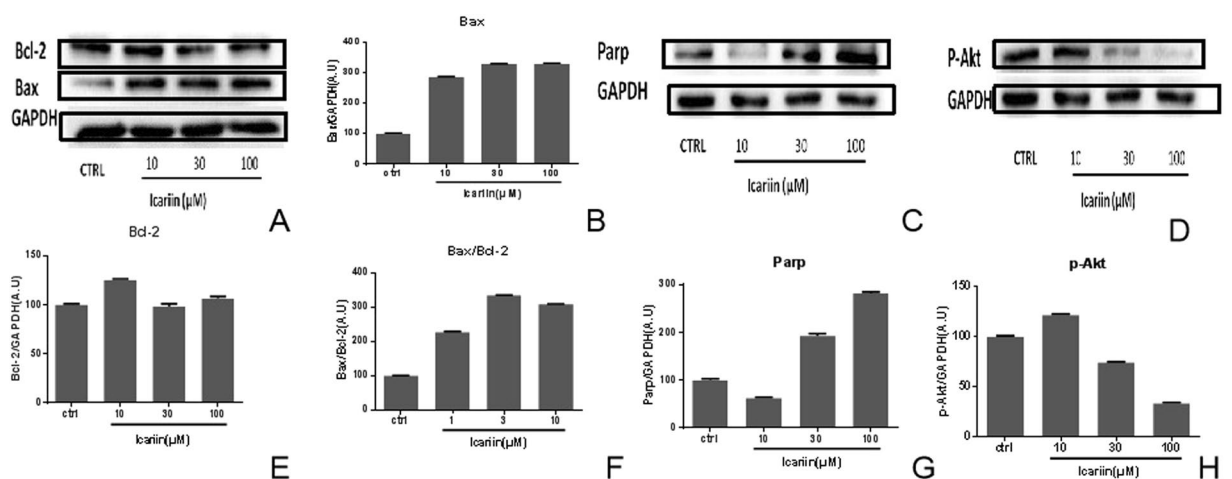 Bcl-2
Bax
GAPDH
CTRL 10 30 100
Icariin(μM)
A
Bax
Bax/GAPDH(A.U)
400
300
200
100
0
ctrl 10 30 100
Icariin(μM)
B
Parp
GAPDH
CTRL 10 30 100
Icariin(μM)
C
P-Akt
GAPDH
CTRL 10 30 100
Icariin(μM)
D
Bcl-2
Bcl-2/GAPDH(A.U)
150
100
50
0
ctrl 10 30 100
Icariin(μM)
E
Bax/Bcl-2
Bax/Bcl-2(A.U)
400
300
200
100
0
ctrl 1 3 10
Icariin(μM)
F
Parp
Parp/GAPDH(A.U)
300
200
100
0
ctrl 10 30 100
Icariin(μM)
G
p-Akt
p-Akt/GAPDH(A.U)
150
100
50
0
ctrl 10 30 100
Icariin(μM)
H